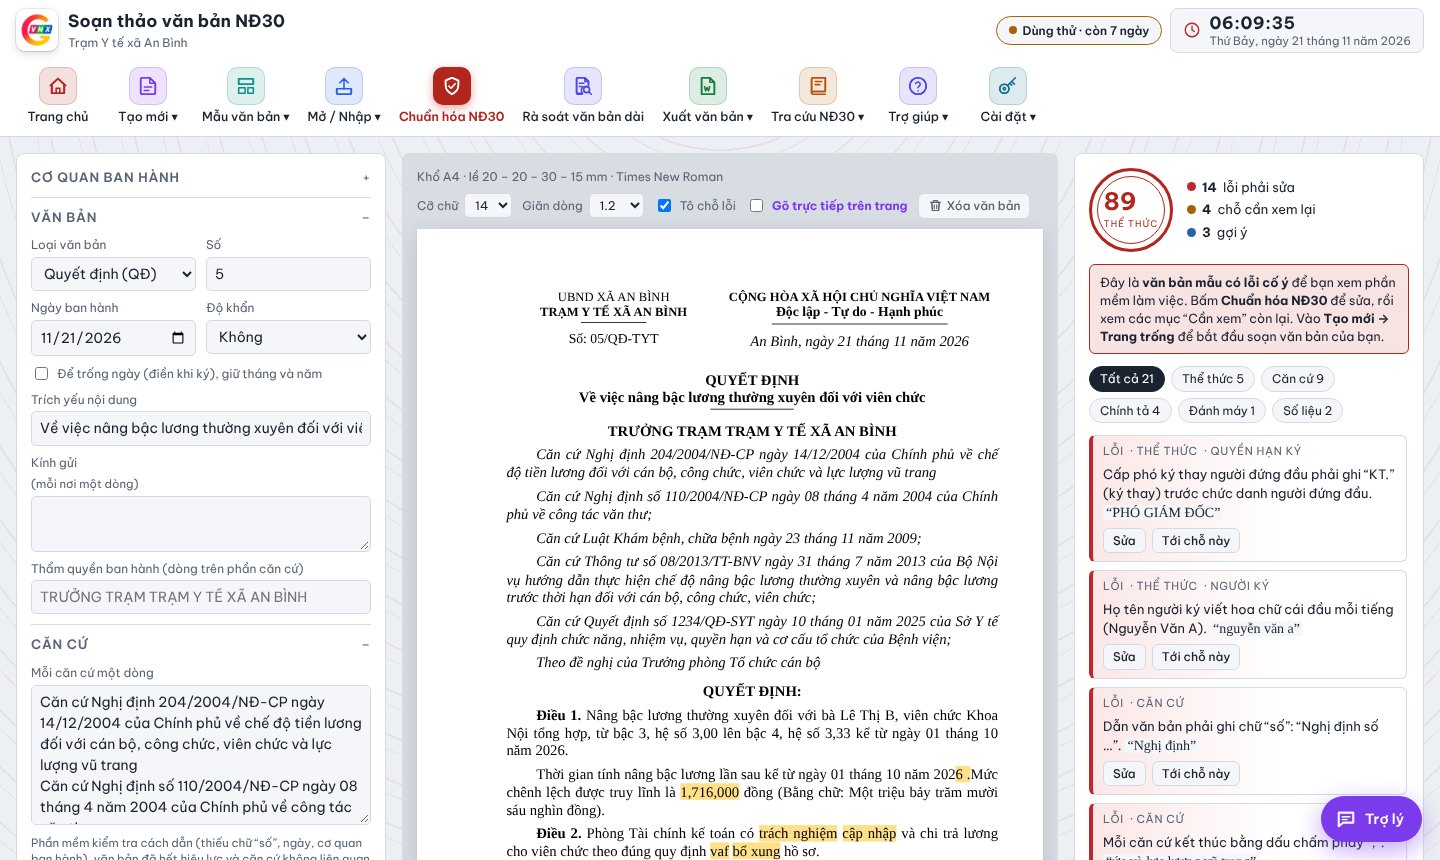 VNX
Soạn thảo văn bản NĐ30
Trạm Y tế xã An Bình
Dùng thử · còn 7 ngày
06:09:35
Thứ Bảy, ngày 21 tháng 11 năm 2026
Trang chủ
Tạo mới ▾
Mẫu văn bản ▾
Mở / Nhập ▾
Chuẩn hóa NĐ30
Rà soát văn bản dài
Xuất văn bản ▾
Tra cứu NĐ30 ▾
Trợ giúp ▾
Cài đặt ▾
CƠ QUAN BAN HÀNH +
VĂN BẢN –
Loại văn bản
Số
Quyết định (QĐ)
5
Ngày ban hành
Độ khẩn
11/21/2026
Không
Để trống ngày (điền khi ký), giữ tháng và năm
Trích yếu nội dung
Về việc nâng bậc lương thường xuyên đối với viê
Kính gửi
(mỗi nơi một dòng)
Thẩm quyền ban hành (dòng trên phần căn cứ)
TRƯỞNG TRẠM TRẠM Y TẾ XÃ AN BÌNH
CĂN CỨ –
Mỗi căn cứ một dòng
Căn cứ Nghị định 204/2004/NĐ-CP ngày
14/12/2004 của Chính phủ về chế độ tiền lương
đối với cán bộ, công chức, viên chức và lực
lượng vũ trang
Căn cứ Nghị định số 110/2004/NĐ-CP ngày 08
tháng 4 năm 2004 của Chính phủ về công tác
Phần mềm kiểm tra cách dẫn (thiếu chữ “số”, ngày, cơ quan
ban hành), văn bản đã hết hiệu lực và căn cứ không liên quan
Khổ A4 · lề 20 – 20 – 30 – 15 mm · Times New Roman
Cỡ chữ 14 Giãn dòng 1.2 Tô chỗ lỗi Gõ trực tiếp trên trang Xóa văn bản
UBND XÃ AN BÌNH
TRẠM Y TẾ XÃ AN BÌNH
Số: 05/QĐ-TYT
CỘNG HÒA XÃ HỘI CHỦ NGHĨA VIỆT NAM
Độc lập - Tự do - Hạnh phúc
An Bình, ngày 21 tháng 11 năm 2026
QUYẾT ĐỊNH
Về việc nâng bậc lương thường xuyên đối với viên chức
TRƯỞNG TRẠM TRẠM Y TẾ XÃ AN BÌNH
Căn cứ Nghị định 204/2004/NĐ-CP ngày 14/12/2004 của Chính phủ về chế
độ tiền lương đối với cán bộ, công chức, viên chức và lực lượng vũ trang
Căn cứ Nghị định số 110/2004/NĐ-CP ngày 08 tháng 4 năm 2004 của Chính
phủ về công tác văn thư;
Căn cứ Luật Khám bệnh, chữa bệnh ngày 23 tháng 11 năm 2009;
Căn cứ Thông tư số 08/2013/TT-BNV ngày 31 tháng 7 năm 2013 của Bộ Nội
vụ hướng dẫn thực hiện chế độ nâng bậc lương thường xuyên và nâng bậc lương
trước thời hạn đối với cán bộ, công chức, viên chức;
Căn cứ Quyết định số 1234/QĐ-SYT ngày 10 tháng 01 năm 2025 của Sở Y tế
quy định chức năng, nhiệm vụ, quyền hạn và cơ cấu tổ chức của Bệnh viện;
Theo đề nghị của Trưởng phòng Tổ chức cán bộ
QUYẾT ĐỊNH:
Điều 1. Nâng bậc lương thường xuyên đối với bà Lê Thị B, viên chức Khoa
Nội tổng hợp, từ bậc 3, hệ số 3,00 lên bậc 4, hệ số 3,33 kể từ ngày 01 tháng 10
năm 2026.
Thời gian tính nâng bậc lương lần sau kể từ ngày 01 tháng 10 năm 2026 .Mức
chênh lệch được truy lĩnh là 1,716,000 đồng (Bằng chữ: Một triệu bảy trăm mười
sáu nghìn đồng).
Điều 2. Phòng Tài chính kế toán có trách nghiệm cập nhập và chi trả lương
cho viên chức theo đúng quy định vaf bổ xung hồ sơ.
89
THỂ THỨC
14 lỗi phải sửa
4 chỗ cần xem lại
3 gợi ý
Đây là văn bản mẫu có lỗi cố ý để bạn xem phần
mềm làm việc. Bấm Chuẩn hóa NĐ30 để sửa, rồi
xem các mục “Cần xem” còn lại. Vào Tạo mới →
Trang trống để bắt đầu soạn văn bản của bạn.
Tất cả 21
Thể thức 5
Căn cứ 9
Chính tả 4
Đánh máy 1
Số liệu 2
LỖI · THỂ THỨC · QUYỀN HẠN KÝ
Cấp phó ký thay người đứng đầu phải ghi “KT.”
(ký thay) trước chức danh người đứng đầu.
“PHÓ GIÁM ĐỐC”
Sửa
Tới chỗ này
LỖI · THỂ THỨC · NGƯỜI KÝ
Họ tên người ký viết hoa chữ cái đầu mỗi tiếng
(Nguyễn Văn A). “nguyễn văn a”
Sửa
Tới chỗ này
LỖI · CĂN CỨ
Dẫn văn bản phải ghi chữ “số”: “Nghị định số
…”. “Nghị định”
Sửa
Tới chỗ này
LỖI · CĂN CỨ
Mỗi căn cứ kết thúc bằng dấu chấm phẩy
Trợ lý